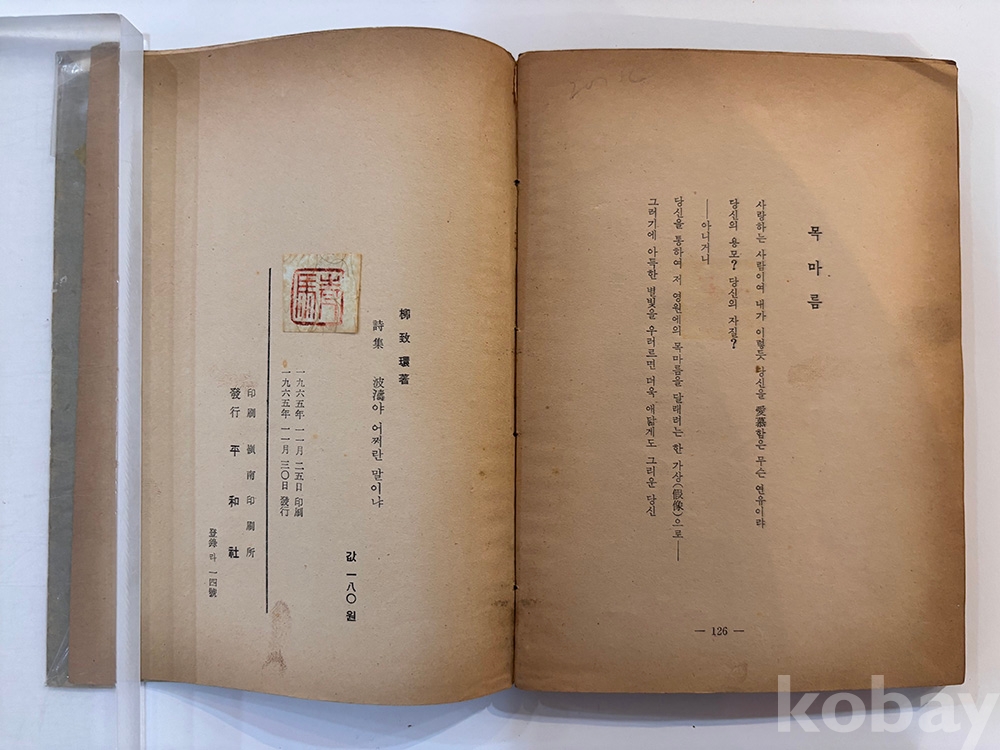 목마름
사랑하는 사람이여 내가 이렇듯 당신을 愛慕함은 무슨 연유이랴
당신의 용모? 당신의 자질?
──아니거니
당신을 통하여 저 영원에의 목마름을 달래려는 한 가상(假像)으로──
그러기에 아득한 별빛을 우러르면 더욱 애닯게도 그리운 당신
— 126 —
값 一八〇 원
柳致環著
詩集 波濤야 어쩌란 말이냐
一九六五年 一一月 二五日 印刷
一九六五年 一一月 三〇日 發行
印刷 嶺南印刷所
發行 平和社
登錄 라 一四號
青馬
kobay